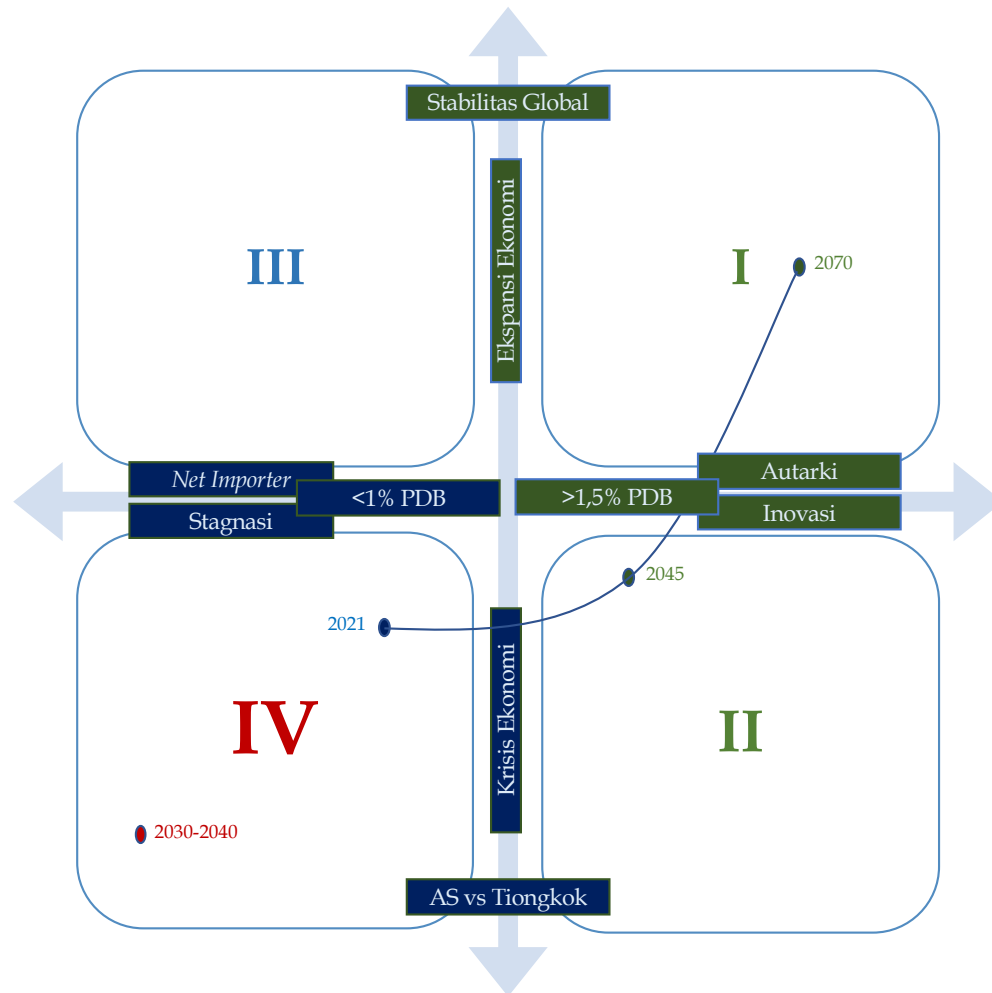 Stabilitas Global
Ekspansi Ekonomi
III
I
2070
Net Importer
Stagnasi
<1% PDB
>1,5% PDB
Autarki
Inovasi
2045
2021
Krisis Ekonomi
IV
II
2030-2040
AS vs Tiongkok